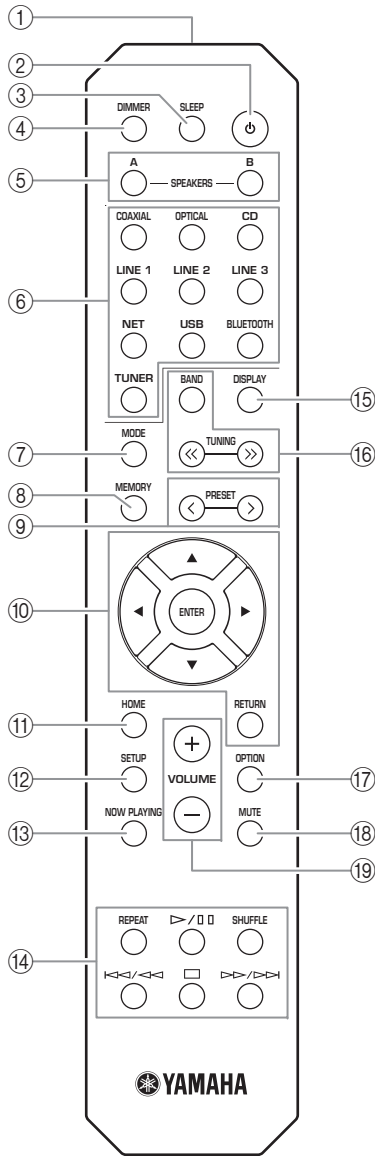 ①
②
③
DIMMER SLEEP
④
A B
⑤ SPEAKERS
COAXIAL OPTICAL CD
LINE 1 LINE 2 LINE 3
⑥
NET USB BLUETOOTH
TUNER BAND DISPLAY
⑮
MODE
⑦ TUNING ⑯
MEMORY
⑧
PRESET
⑨
⑩ ENTER
HOME RETURN
⑪
SETUP OPTION
⑫ VOLUME ⑰
NOW PLAYING MUTE
⑬ ⑱
⑲
REPEAT SHUFFLE
⑭
YAMAHA